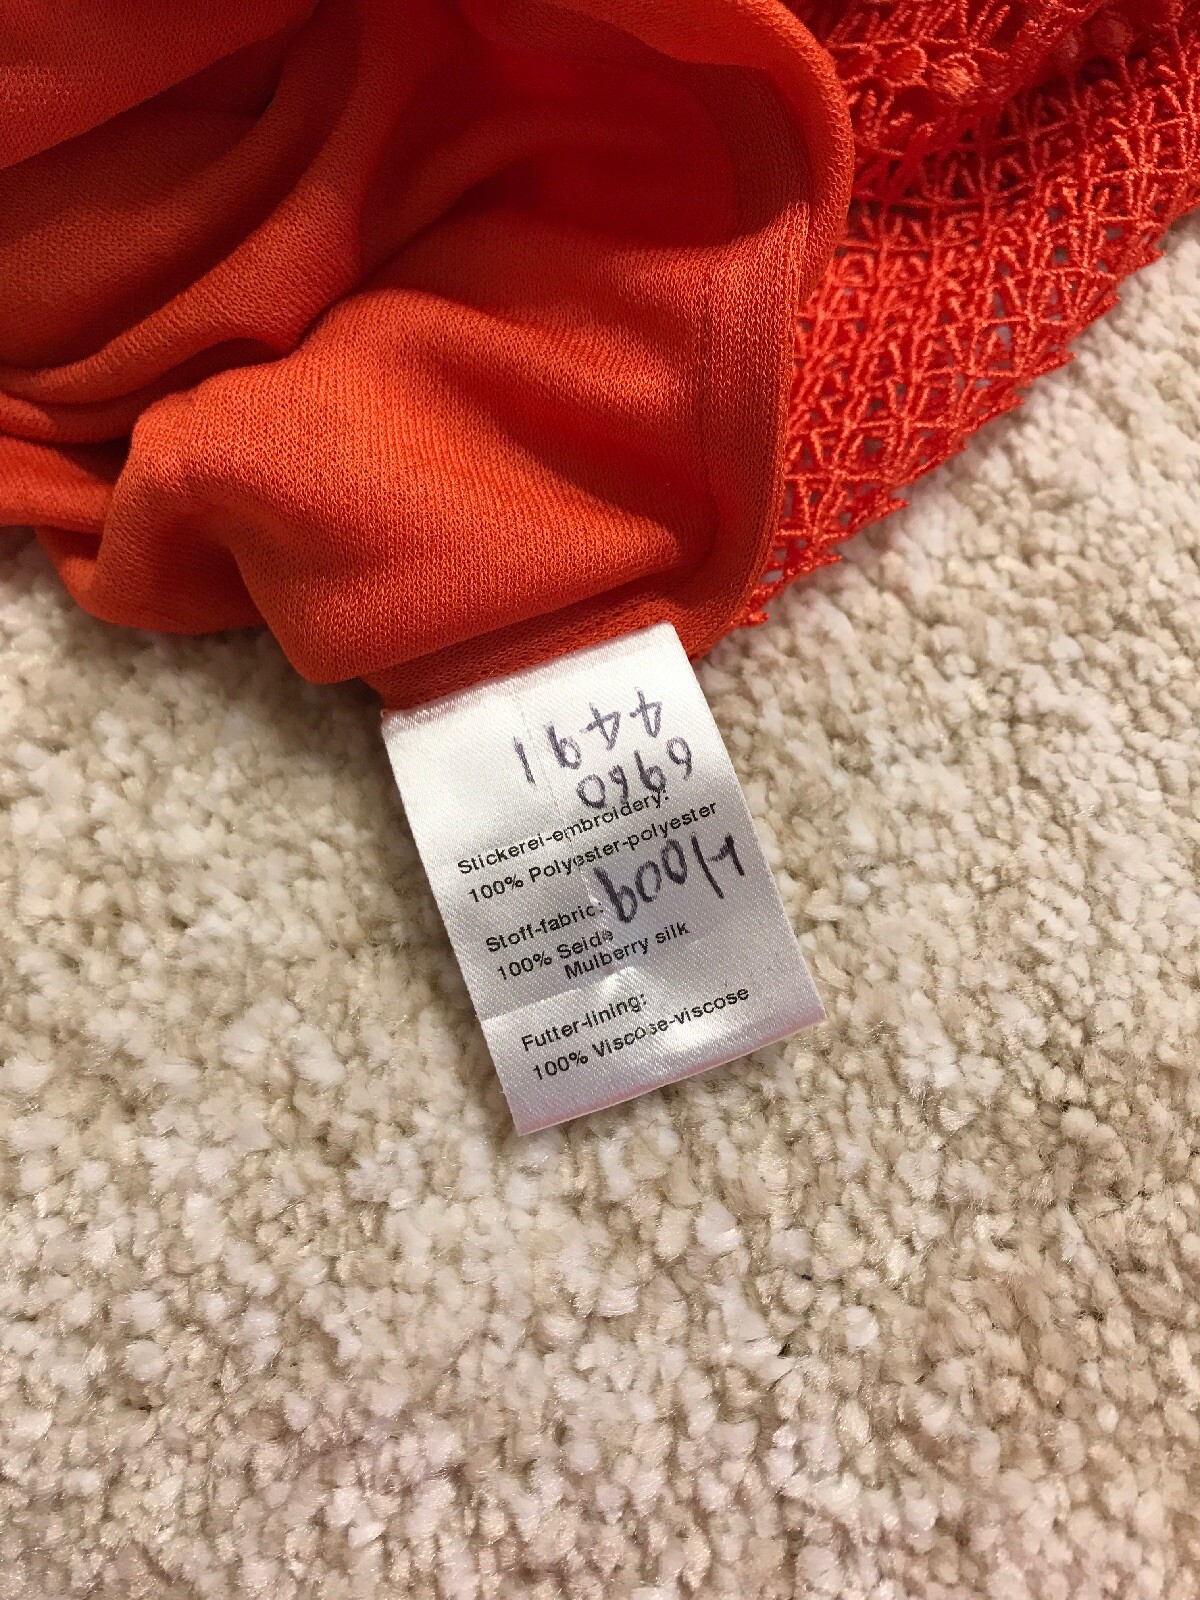 Stickerei-embroidery:
100% Polyester-polyester
Stoff-fabric:
100% Seide
Mulberry silk
Futter-lining:
100% Viscose-viscose